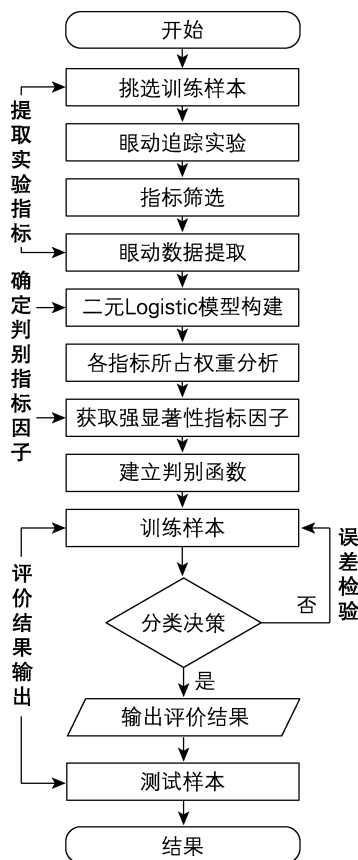 开始
挑选训练样本
眼动追踪实验
指标筛选
眼动数据提取
提取实验指标
二元Logistic模型构建
各指标所占权重分析
获取强显著性指标因子
确定判别指标因子
建立判别函数
训练样本
分类决策
否
误差检验
是
输出评价结果
评价结果输出
测试样本
结果